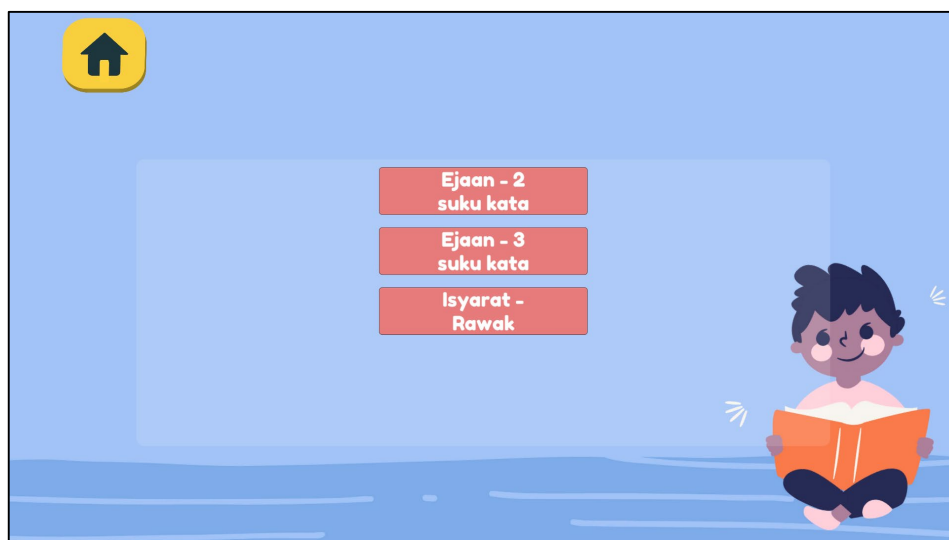 Ejaan - 2
suku kata
Ejaan - 3
suku kata
Isyarat -
Rawak